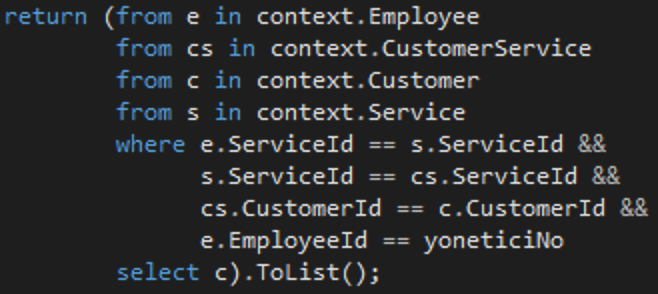 return (from e in context.Employee
from cs in context.CustomerService
from c in context.Customer
from s in context.Service
where e.ServiceId == s.ServiceId &&
s.ServiceId == cs.ServiceId &&
cs.CustomerId == c.CustomerId &&
e.EmployeeId == yoneticiNo
select c).ToList();